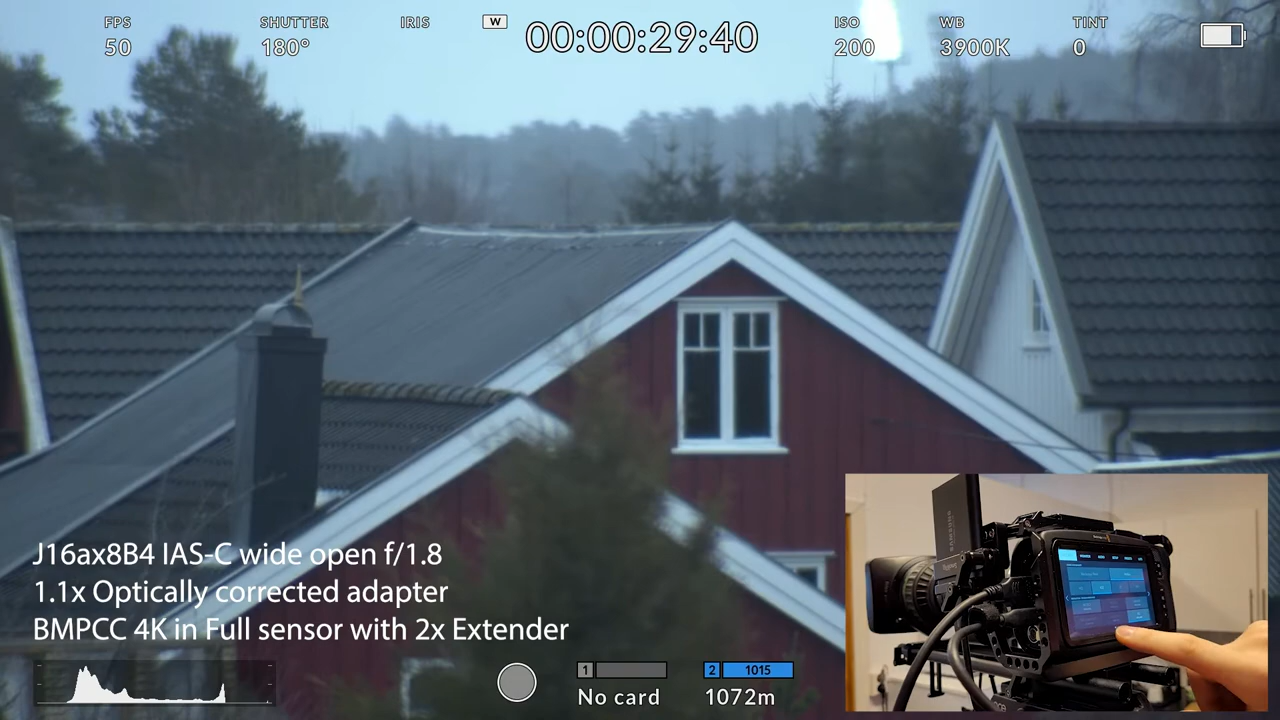 FPS
50
SHUTTER
180°
IRIS
W
00:00:29:40
ISO
200
WB
3900K
TINT
0
J16ax8B4 IAS-C wide open f/1.8
1.1x Optically corrected adapter
BMPCC 4K in Full sensor with 2x Extender
1
No card
2
1015
1072m
SAMSUNG